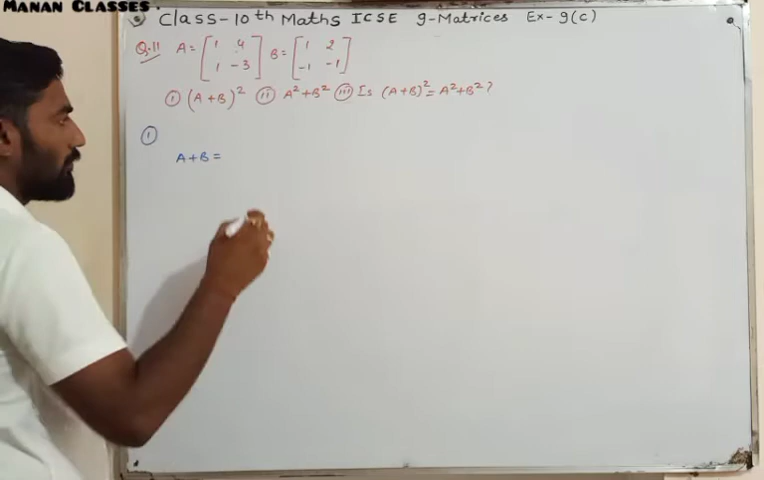 MANAN CLASSES
Class-10th Maths ICSE 9-Matrices Ex-9(c)
Q.11 A = [1 4 B = [1 2
1 -3] -1 -1]
(i) (A+B)² (ii) A²+B² (iii) Is (A+B)² = A²+B²?
(i)
A+B =